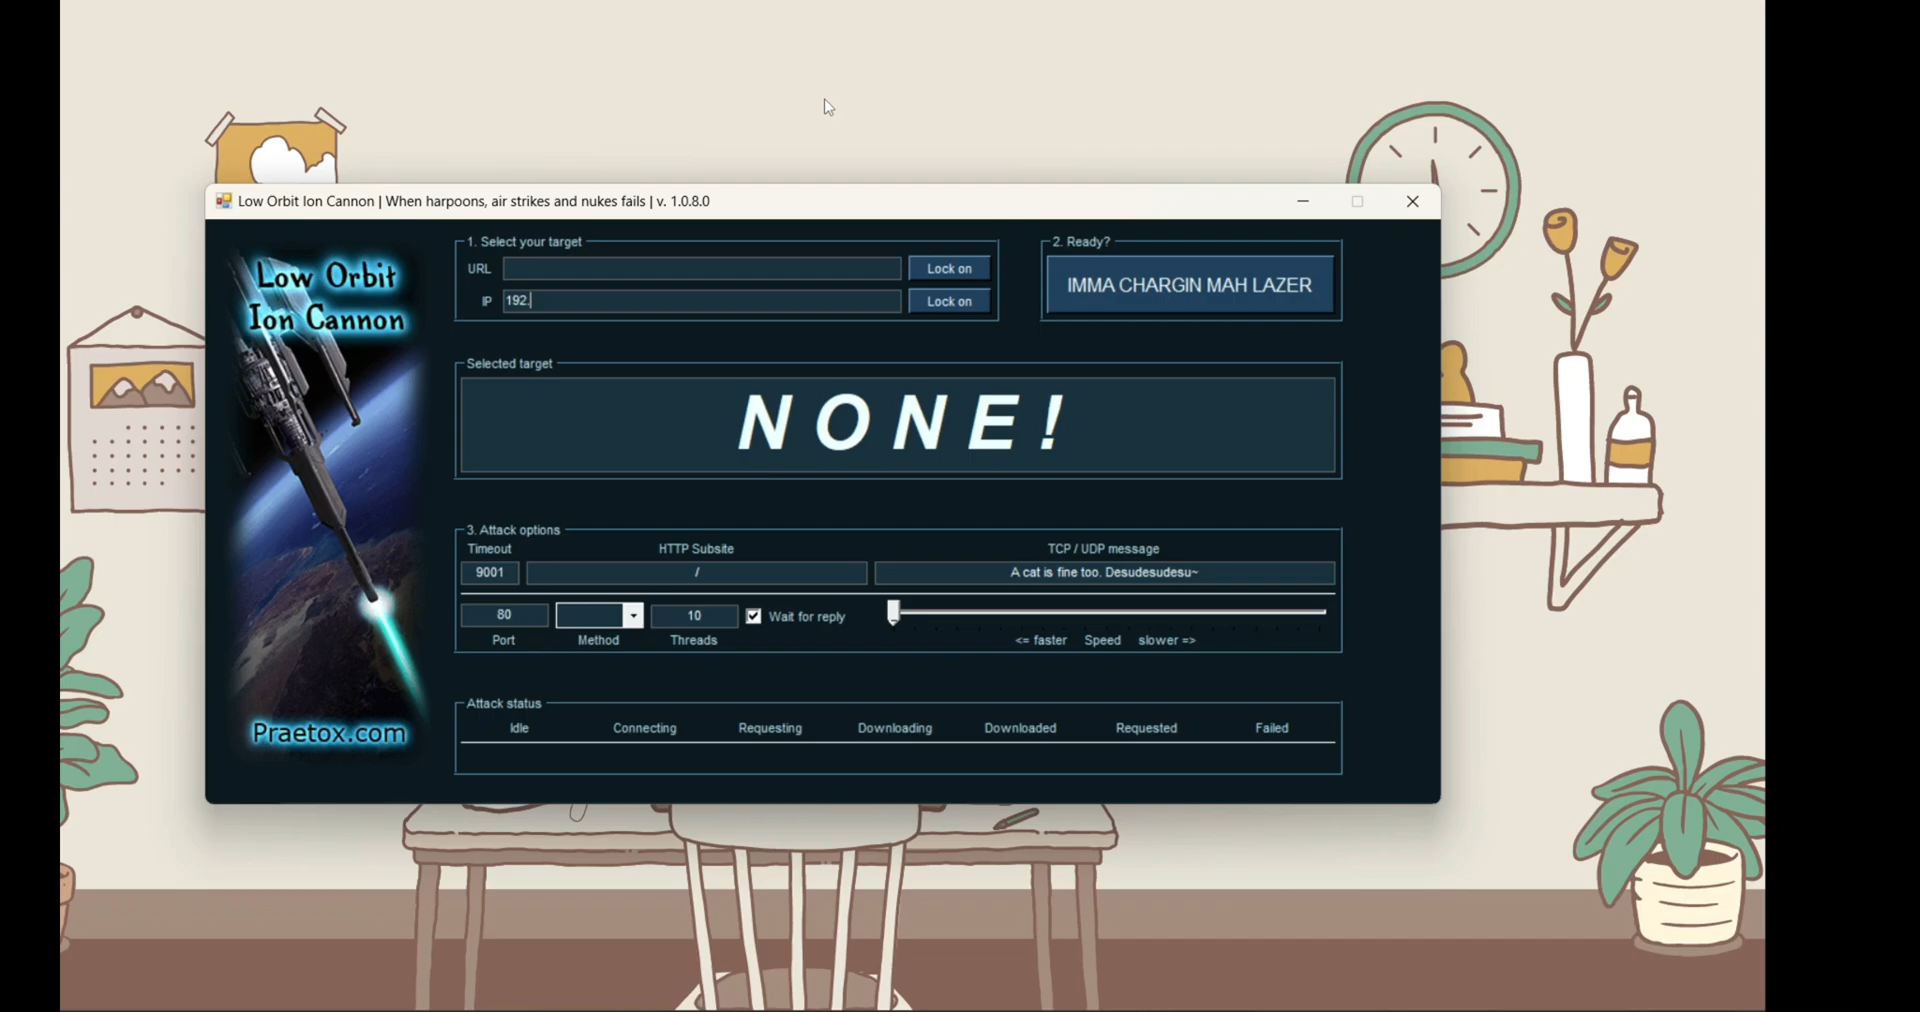 Low Orbit Ion Cannon | When harpoons, air strikes and nukes fails | v. 1.0.8.0
Low Orbit
Ion Cannon
Praetox.com
1. Select your target
URL Lock on
IP 192. Lock on
2. Ready?
IMMA CHARGIN MAH LAZER
Selected target
N O N E !
3. Attack options
Timeout HTTP Subsite TCP / UDP message
9001 / A cat is fine too. Desudesudesu~
80 10 Wait for reply
Port Method Threads <= faster Speed slower =>
Attack status
Idle Connecting Requesting Downloading Downloaded Requested Failed